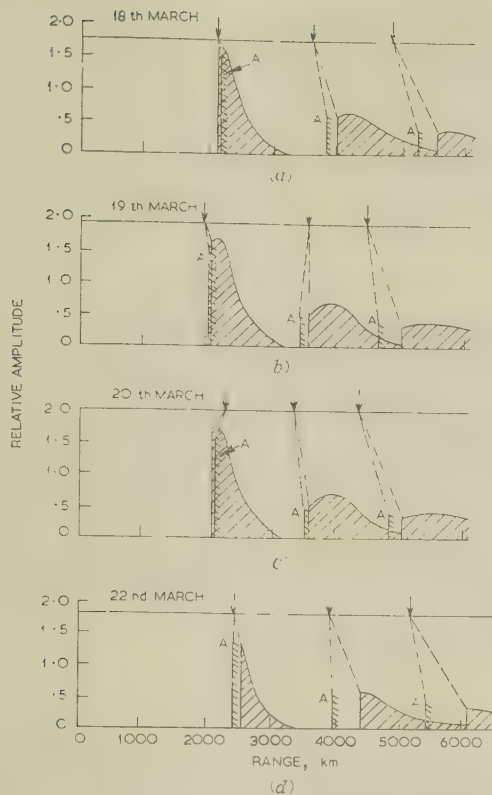 18 th MARCH
2.0
1.5
1.0
.5
0
A
A
A
(a)
19 th MARCH
2.0
1.5
1.0
.5
0
A
A
A
b)
RELATIVE AMPLITUDE
20 th MARCH
2.0
1.5
1.0
.5
0
A
A
A
c
22 nd MARCH
2.0
1.5
1.0
.5
0
A
A
0 1000 2000 3000 4000 5000 6000
RANGE, km
(d)